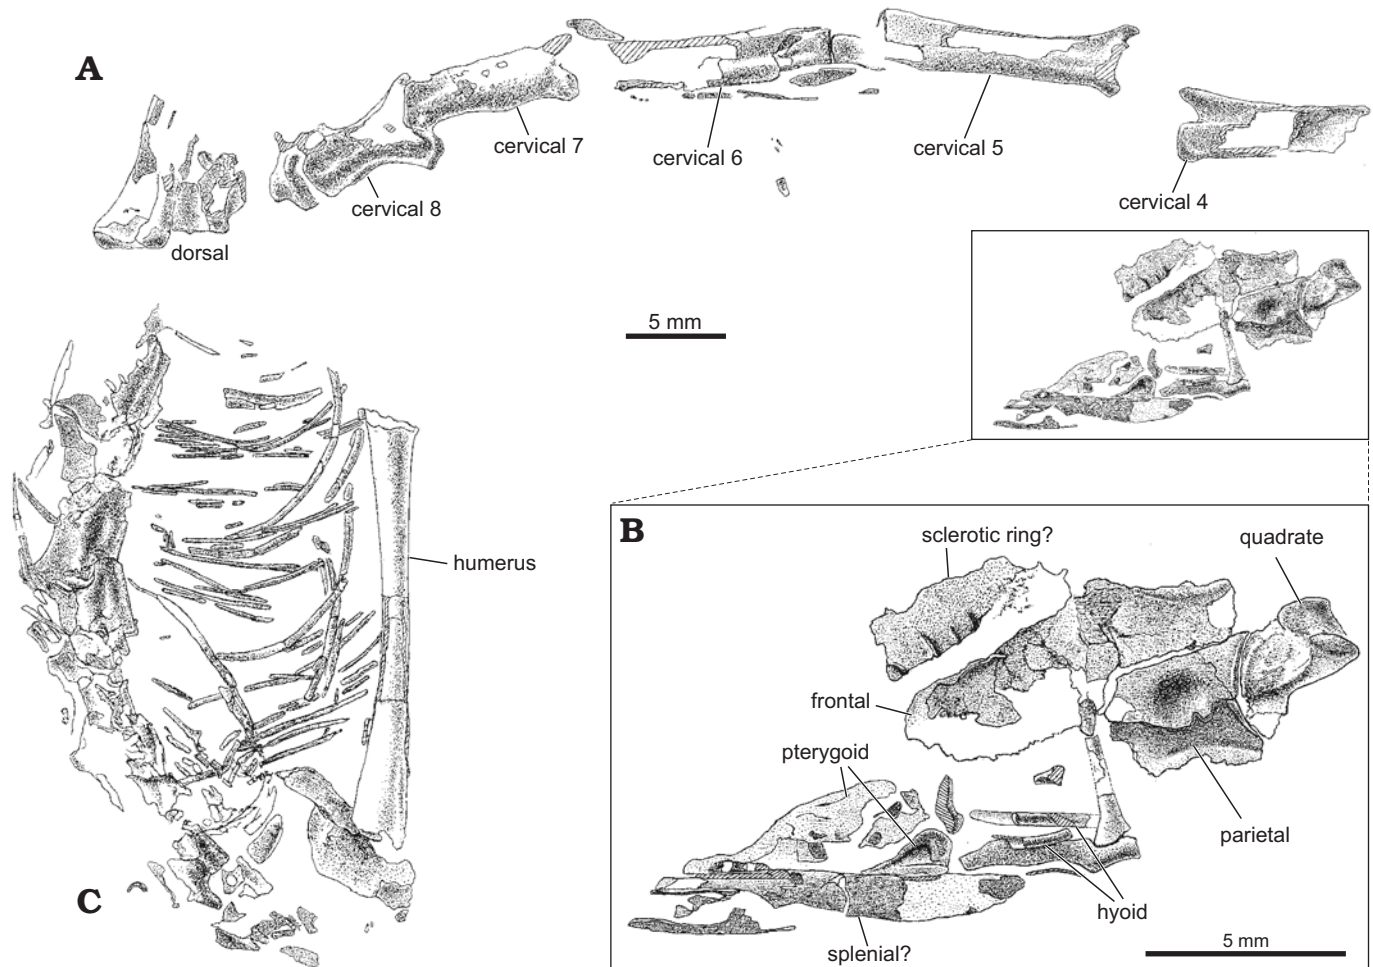 A
cervical 7
cervical 6
cervical 5
cervical 8
cervical 4
dorsal
5 mm
humerus
B
sclerotic ring?
quadrate
frontal
pterygoid
parietal
hyoid
splenial?
5 mm
C